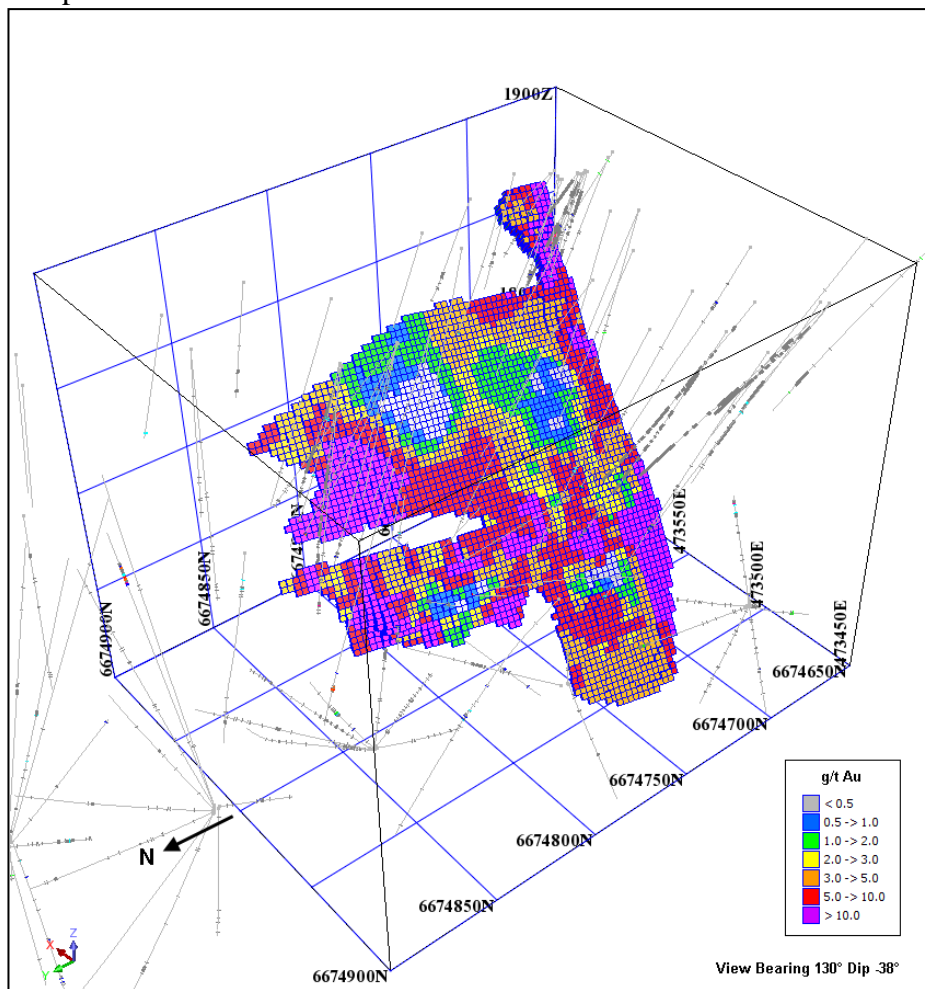 1900Z
473550E
6674850N
473500E
6674900N
473450E
6674650N
6674700N
6674750N
6674800N
6674850N
6674900N
N
X
Y
Z
g/t Au
< 0.5
0.5 -> 1.0
1.0 -> 2.0
2.0 -> 3.0
3.0 -> 5.0
5.0 -> 10.0
> 10.0
View Bearing 130° Dip -38°